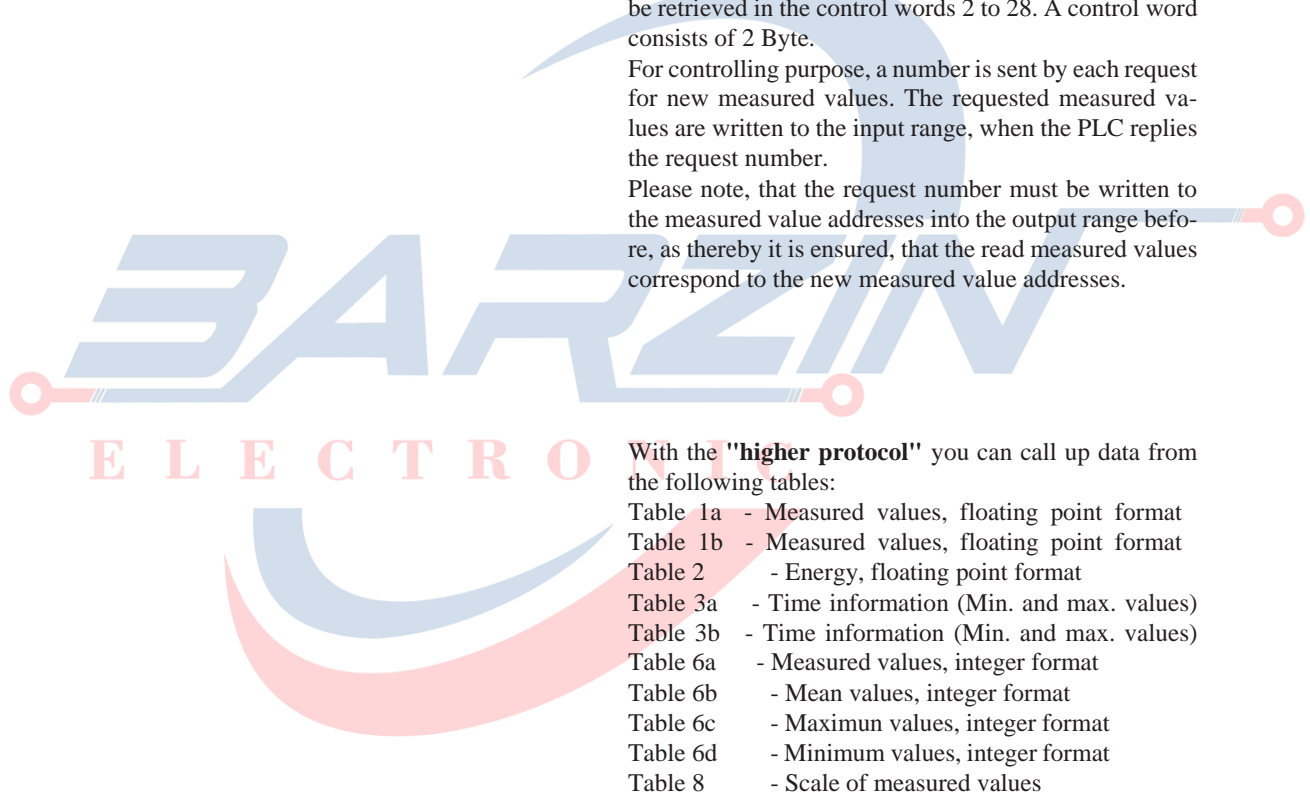 be retrieved in the control words 2 to 28. A control word
consists of 2 Byte.
For controlling purpose, a number is sent by each request
for new measured values. The requested measured va-
lues are written to the input range, when the PLC replies
the request number.
Please note, that the request number must be written to
the measured value addresses into the output range befo-
re, as thereby it is ensured, that the read measured values
correspond to the new measured value addresses.
BARZIN
ELECTRONIC
With the "higher protocol" you can call up data from
the following tables:
Table 1a - Measured values, floating point format
Table 1b - Measured values, floating point format
Table 2 - Energy, floating point format
Table 3a - Time information (Min. and max. values)
Table 3b - Time information (Min. and max. values)
Table 6a - Measured values, integer format
Table 6b - Mean values, integer format
Table 6c - Maximun values, integer format
Table 6d - Minimum values, integer format
Table 8 - Scale of measured values